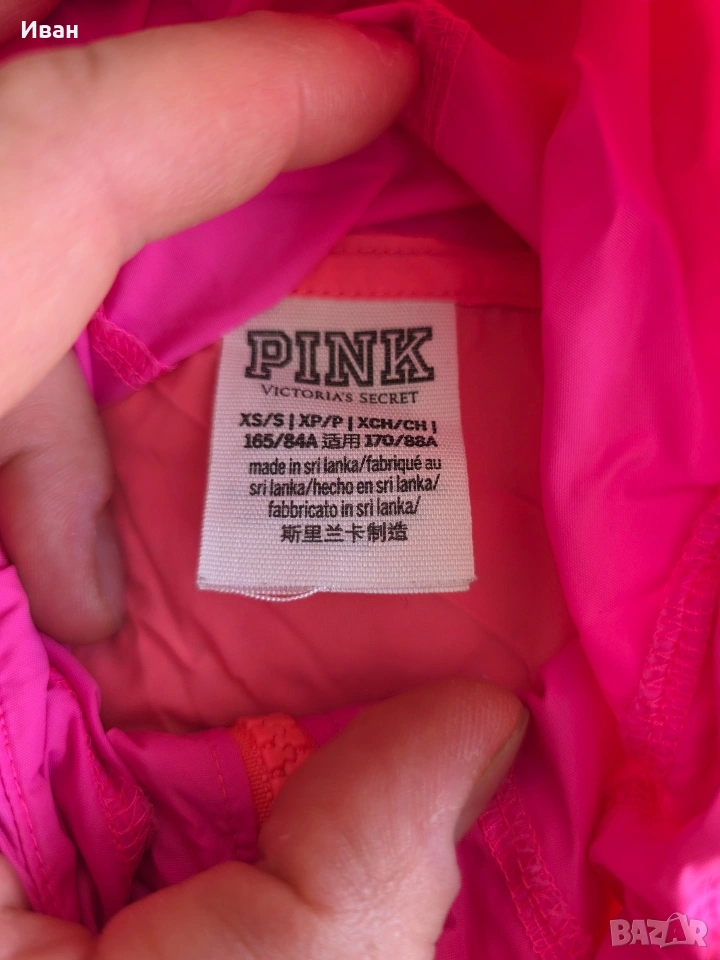 Иван
PINK
VICTORIA'S SECRET
XS/S | XP/P | XCH/CH |
165/84A 适用 170/88A
made in sri lanka/fabriqué au
sri lanka/hecho en sri lanka/
fabbricato in sri lanka/
斯里兰卡制造
BAZAR